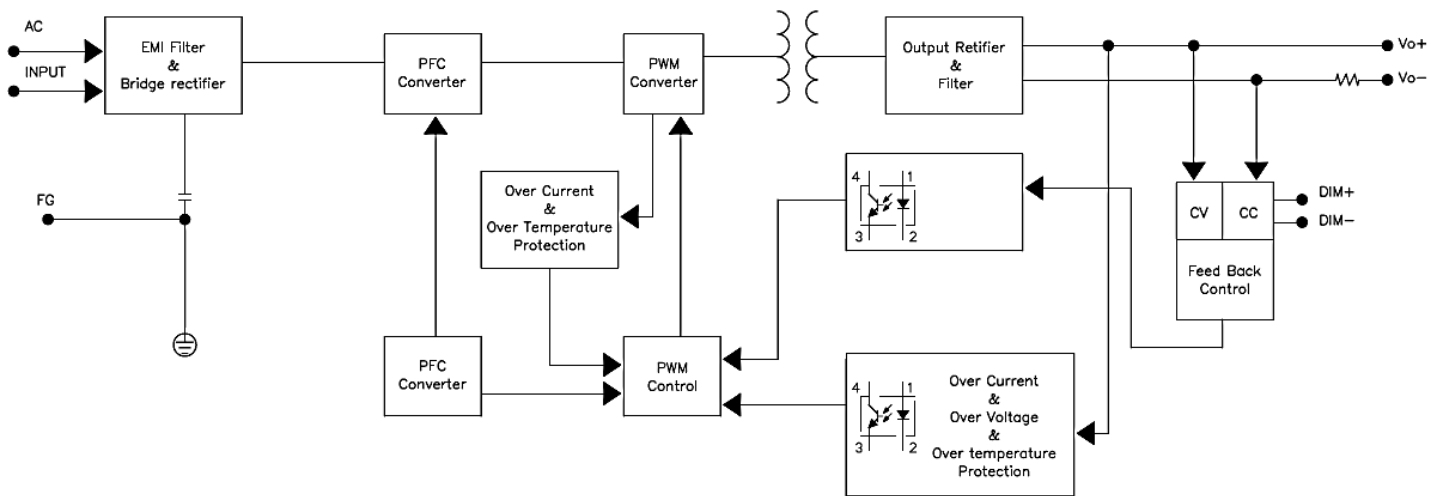 AC
INPUT
EMI Filter
&
Bridge rectifier
PFC
Converter
PWM
Converter
Output Retifier
&
Filter
Vo+
Vo-
FG
Over Current
&
Over Temperature
Protection
4
1
3
2
CV
CC
DIM+
DIM-
Feed Back
Control
PFC
Converter
PWM
Control
4
1
3
2
Over Current
&
Over Voltage
&
Over temperature
Protection